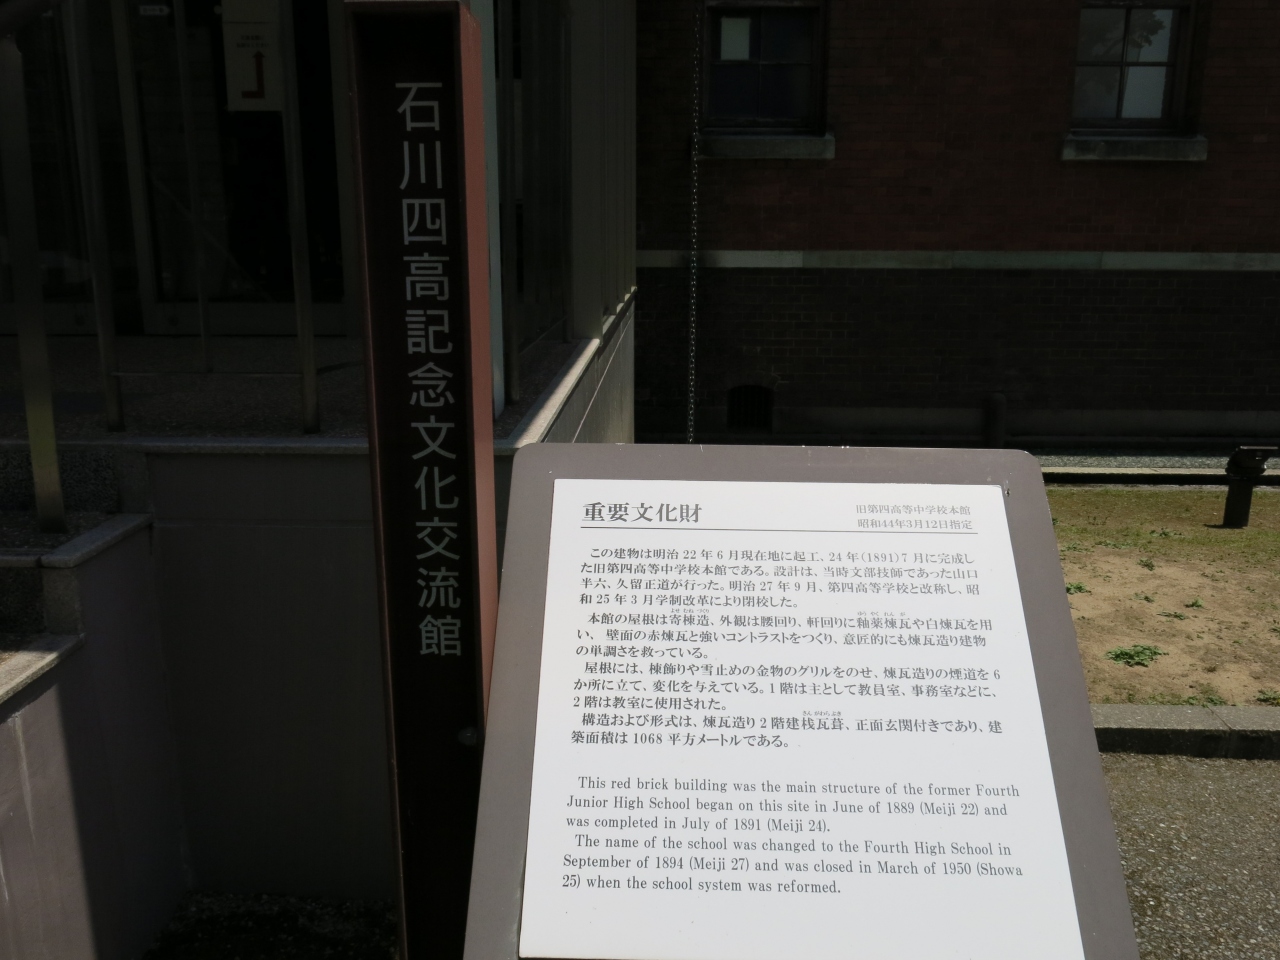 石川四高記念文化交流館
重要文化財
旧第四高等中学校本館
昭和44年3月12日指定
この建物は明治22年6月現在地に起工、24年(1891)7月に完成し
た旧第四高等中学校本館である。設計は、当時文部技師であった山口
半六、久留正道が行った。明治27年9月、第四高等学校と改称し、昭
和25年3月学制改革により閉校した。
本館の屋根は寄棟造、外観は腰回り、軒回りに釉薬煉瓦や白煉瓦を用
い、壁面の赤煉瓦と強いコントラストをつくり、意匠的にも煉瓦造り建物
の単調さを救っている。
屋根には、棟飾りや雪止めの金物のグリルをのせ、煉瓦造りの煙道を6
か所に立て、変化を与えている。1階は主として教員室、事務室などに、
2階は教室に使用された。
構造および形式は、煉瓦造り2階建桟瓦葺、正面玄関付きであり、建
築面積は1068平方メートルである。
This red brick building was the main structure of the former Fourth
Junior High School began on this site in June of 1889 (Meiji 22) and
was completed in July of 1891 (Meiji 24).
The name of the school was changed to the Fourth High School in
September of 1894 (Meiji 27) and was closed in March of 1950 (Showa
25) when the school system was reformed.